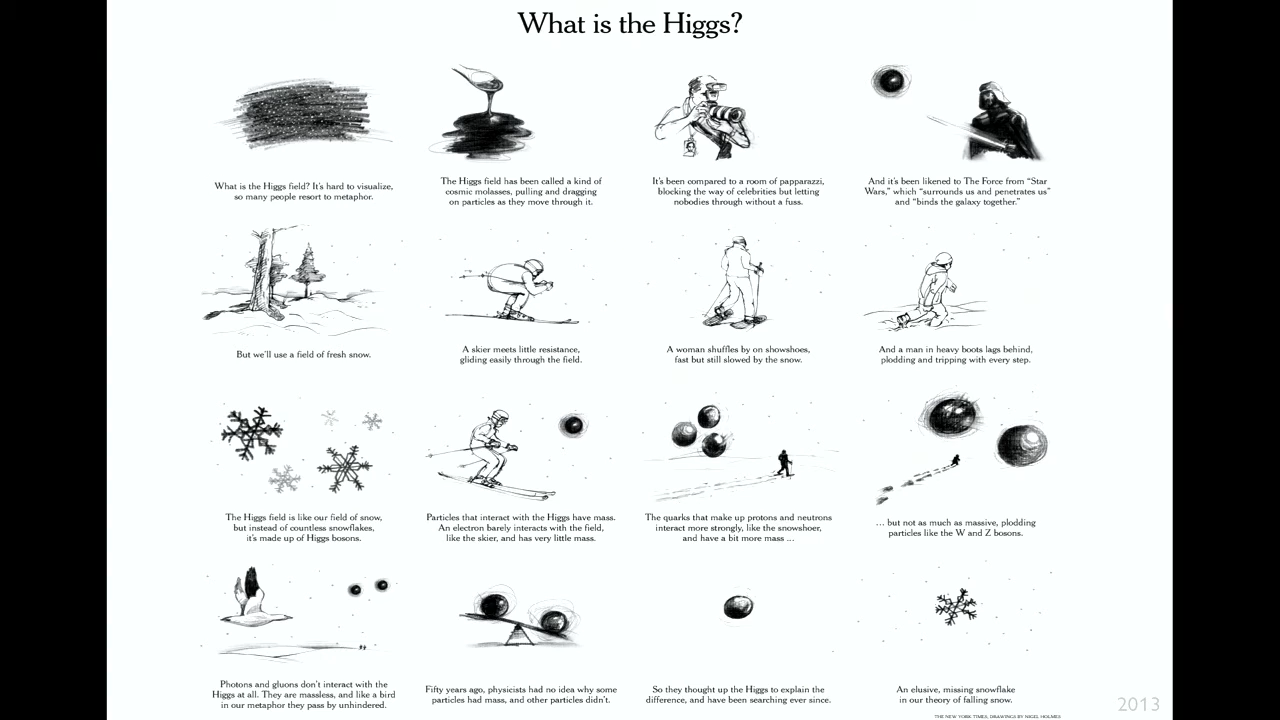 What is the Higgs?
What is the Higgs field? It's hard to visualize,
so many people resort to metaphor.
The Higgs field has been called a kind of
cosmic molasses, pulling and dragging
on particles as they move through it.
It's been compared to a room of papparazzi,
blocking the way of celebrities but letting
nobodies through without a fuss.
And it's been likened to The Force from “Star
Wars,” which “surrounds us and penetrates us”
and “binds the galaxy together.”
But we'll use a field of fresh snow.
A skier meets little resistance,
gliding easily through the field.
A woman shuffles by on showshoes,
fast but still slowed by the snow.
And a man in heavy boots lags behind,
plodding and tripping with every step.
The Higgs field is like our field of snow,
but instead of countless snowflakes,
it's made up of Higgs bosons.
Particles that interact with the Higgs have mass.
An electron barely interacts with the field,
like the skier, and has very little mass.
The quarks that make up protons and neutrons
interact more strongly, like the snowshoer,
and have a bit more mass ...
... but not as much as massive, plodding
particles like the W and Z bosons.
Photons and gluons don't interact with the
Higgs at all. They are massless, and like a bird
in our metaphor they pass by unhindered.
Fifty years ago, physicists had no idea why some
particles had mass, and other particles didn't.
So they thought up the Higgs to explain the
difference, and have been searching ever since.
An elusive, missing snowflake
in our theory of falling snow.
2013
THE NEW YORK TIMES, DRAWINGS BY NIGEL HOLMES